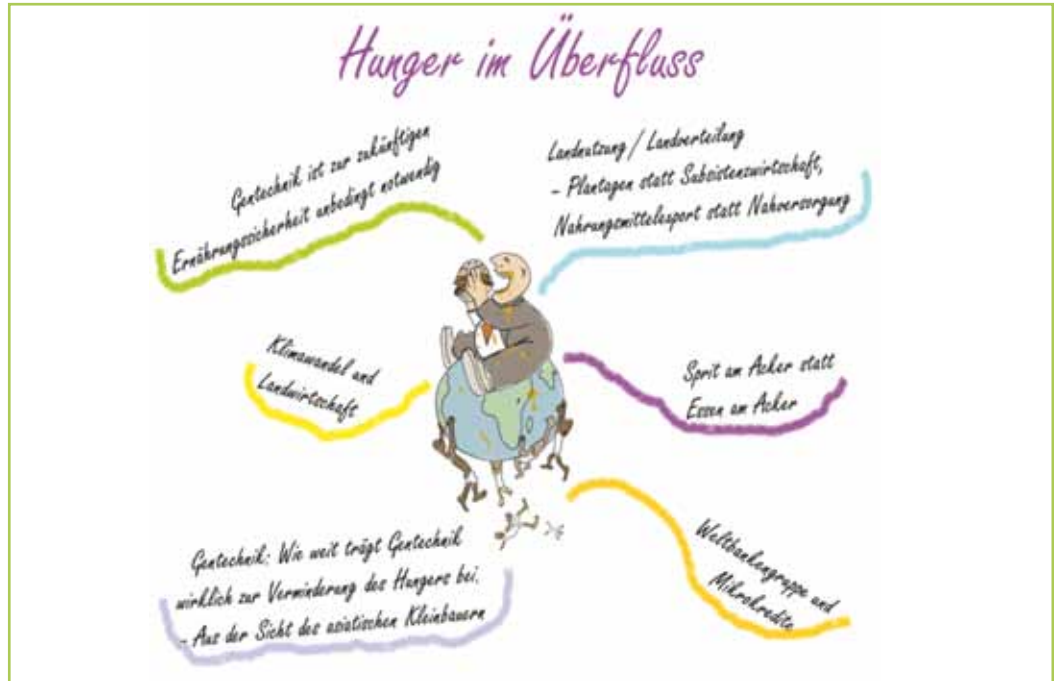 Hunger im Überfluss
Gentechnik ist zur zukünftigen
Ernährungssicherheit unbedingt notwendig
Landnutzung / Landverteilung
- Plantagen statt Subsistenzwirtschaft,
Nahrungsmittelexport statt Nahversorgung
Klimawandel und
Landwirtschaft
Sprit am Acker statt
Essen am Acker
Gentechnik: Wie weit trägt Gentechnik
wirklich zur Verminderung des Hungers bei.
- Aus der Sicht des asiatischen Kleinbauern
Weltbankengruppe und
Mikrokredite